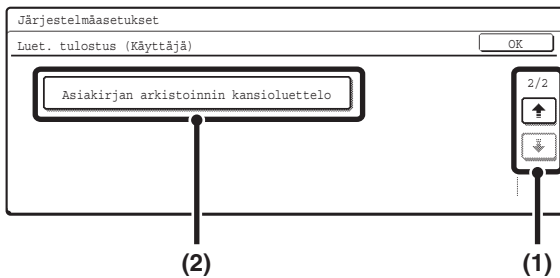 Järjestelmäasetukset
Luet. tulostus (Käyttäjä)
OK
Asiakirjan arkistoinnin kansioluettelo
2/2
(2)
(1)